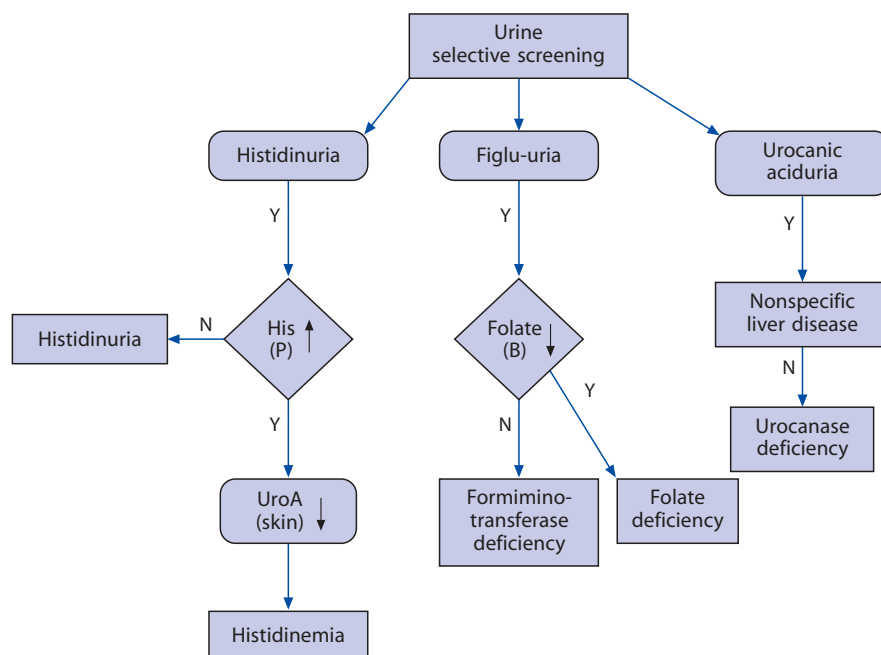 Urine
selective screening
Histidinuria
Figlu-uria
Urocanic
aciduria
Y
Y
Y
Histidinuria
N
His
(P)
Folate
(B)
Nonspecific
liver disease
Y
N
Y
N
UroA
(skin)
Formimino-
transferase
deficiency
Folate
deficiency
Urocanase
deficiency
Histidinemia